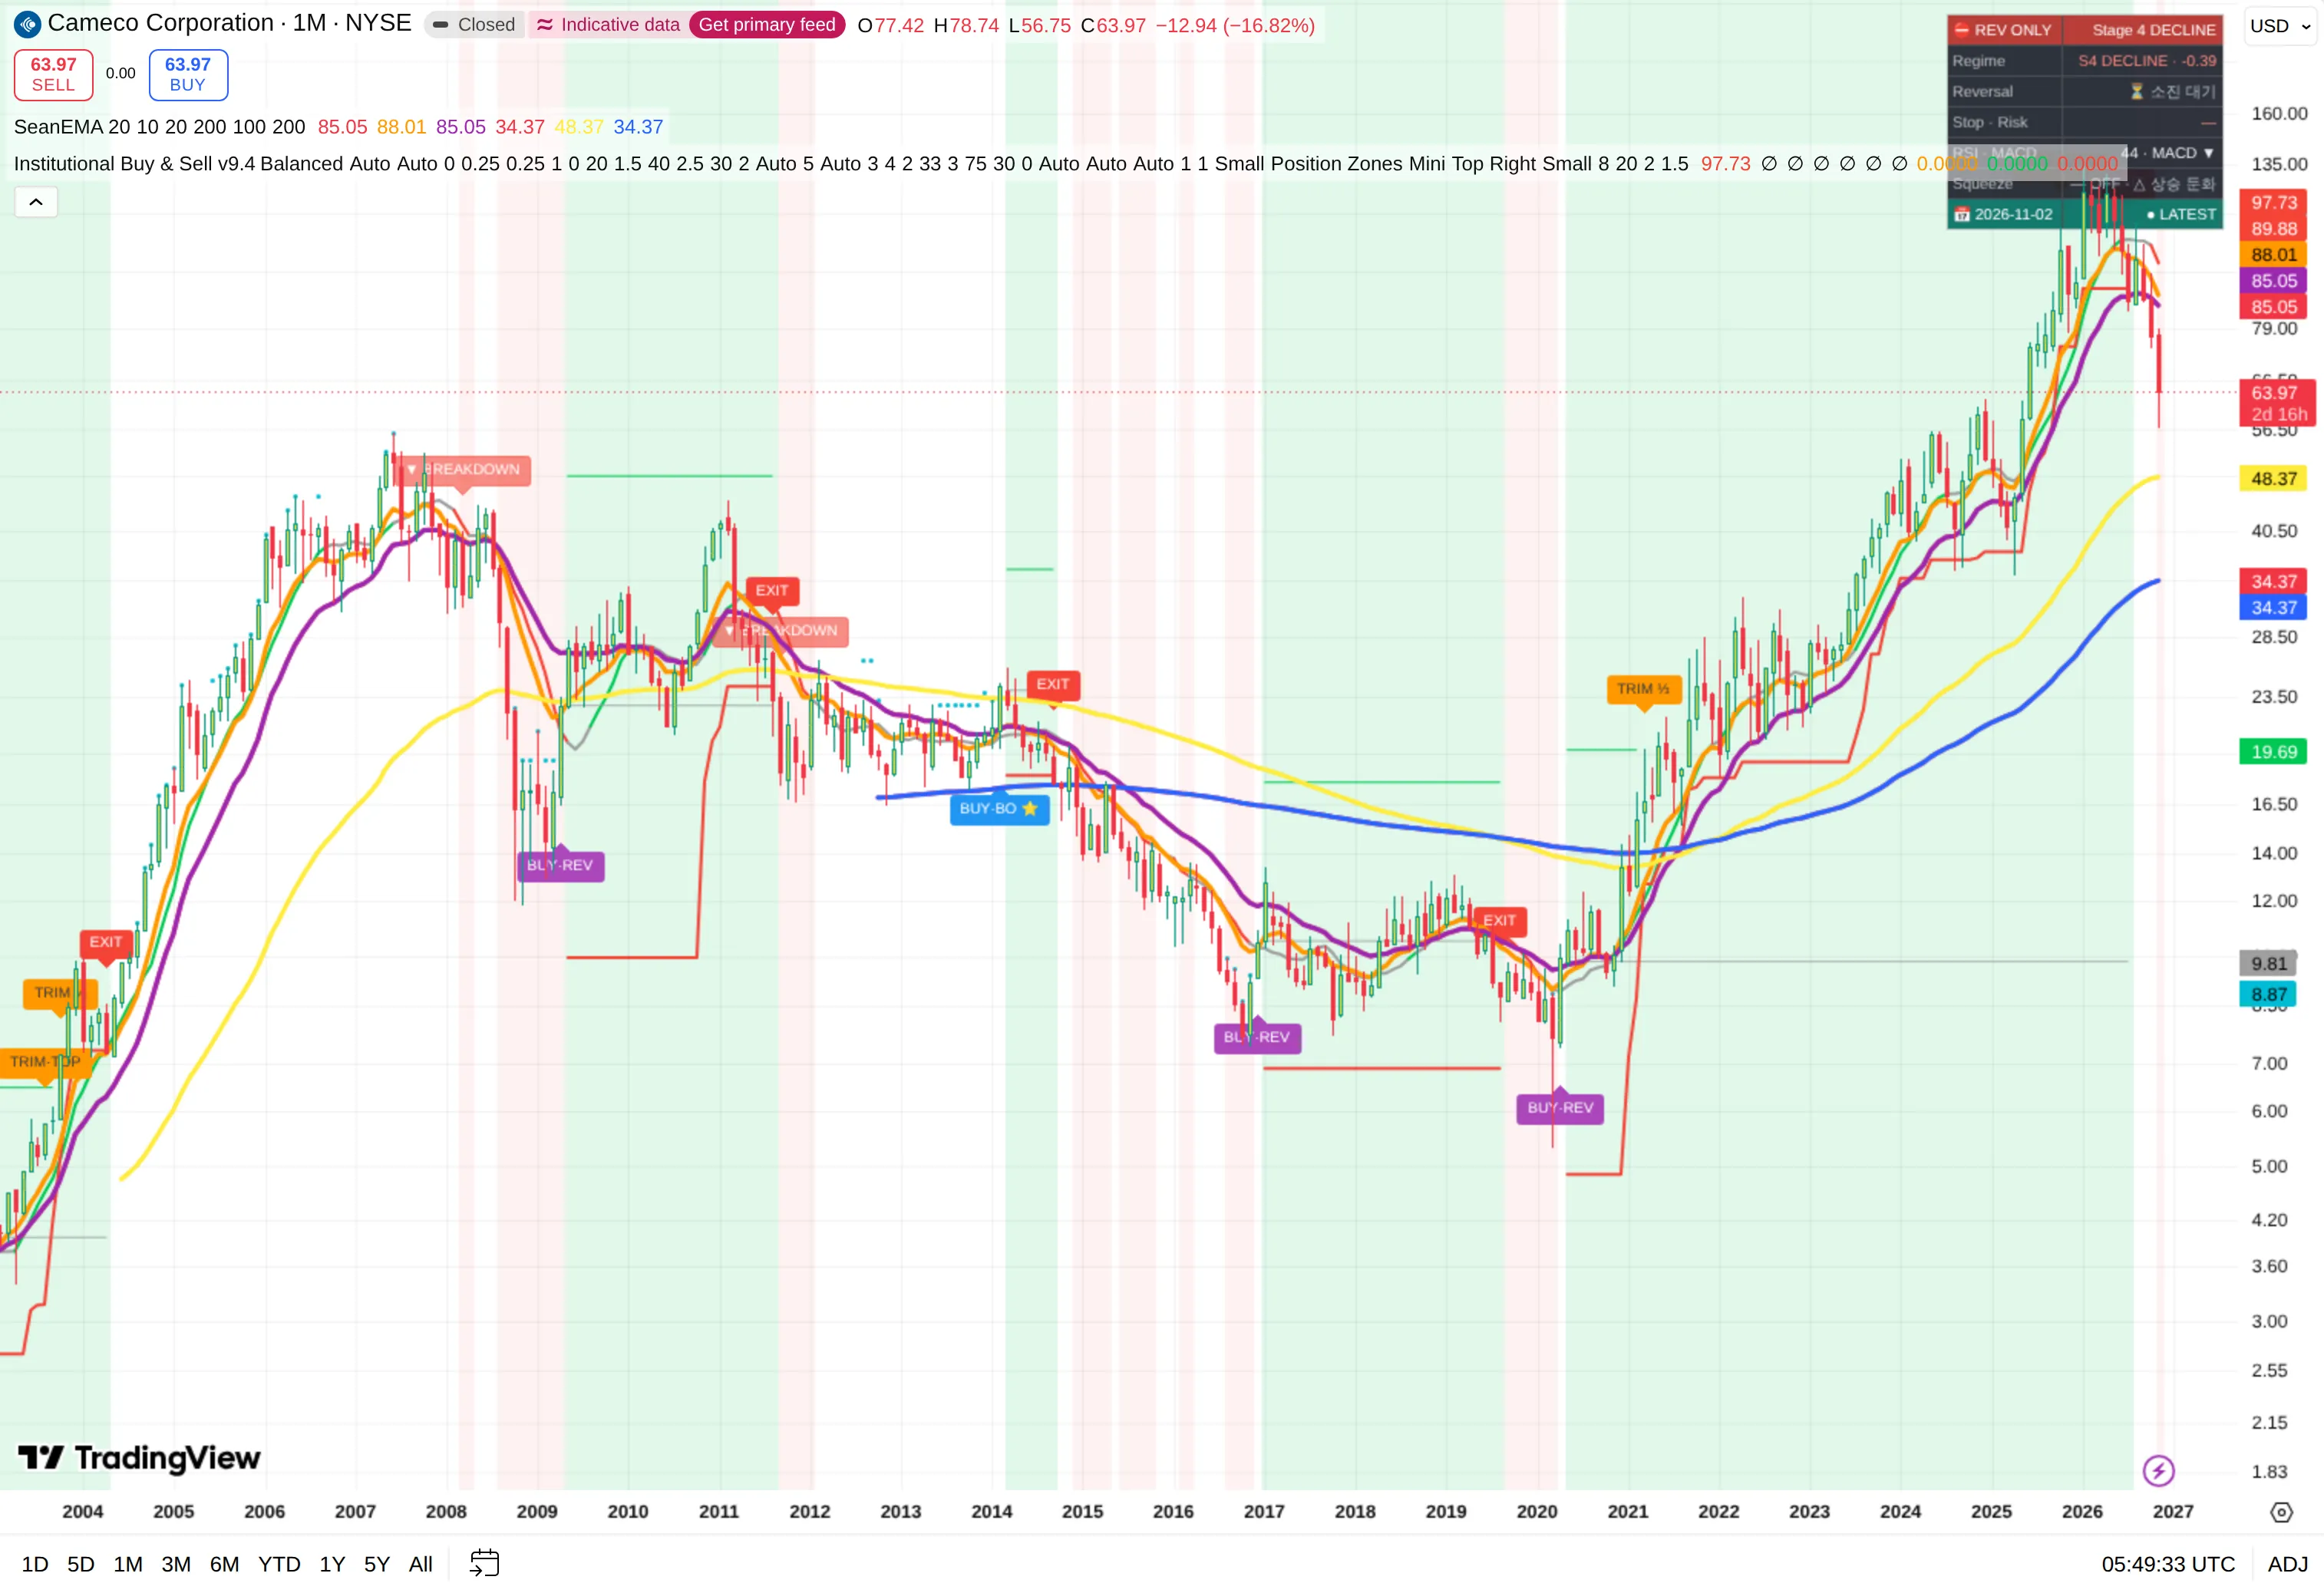 Cameco Corporation · 1M · NYSE
Closed
Indicative data
Get primary feed
O77.42 H78.74 L56.75 C63.97 −12.94 (−16.82%)
63.97
SELL
0.00
63.97
BUY
SeanEMA 20 10 20 200 100 200 85.05 88.01 85.05 34.37 48.37 34.37
Institutional Buy & Sell v9.4 Balanced Auto Auto 0 0.25 0.25 1 0 20 1.5 40 2.5 30 2 Auto 5 Auto 3 4 2 33 3 75 30 0 Auto Auto Auto 1 1 Small Position Zones Mini Top Right Small 8 20 2 1.5 97.73 ∅ ∅ ∅ ∅ ∅ ∅ 0.0000 0.0000 0.0000
⛔ REV ONLY Stage 4 DECLINE
Regime S4 DECLINE · -0.39
Reversal ⏳ 소진 대기
Stop · Risk —
RSI · MACD 44 · MACD ▼
Squeeze — OFF · △ 상승 둔화
📅 2026-11-02 ● LATEST
USD
160.00
135.00
97.73
89.88
88.01
85.05
85.05
79.00
63.97
2d 16h
56.50
48.37
40.50
34.37
34.37
28.50
23.50
19.69
16.50
14.00
12.00
9.81
8.87
7.00
6.00
5.00
4.20
3.60
3.00
2.55
2.15
1.83
▼ BREAKDOWN
EXIT
▼ BREAKDOWN
EXIT
TRIM ⅓
BUY-BO ⭐
BUY-REV
EXIT
EXIT
TRIM
TRIM-TOP
BUY-REV
BUY-REV
TradingView
2004 2005 2006 2007 2008 2009 2010 2011 2012 2013 2014 2015 2016 2017 2018 2019 2020 2021 2022 2023 2024 2025 2026 2027
1D 5D 1M 3M 6M YTD 1Y 5Y All
05:49:33 UTC ADJ